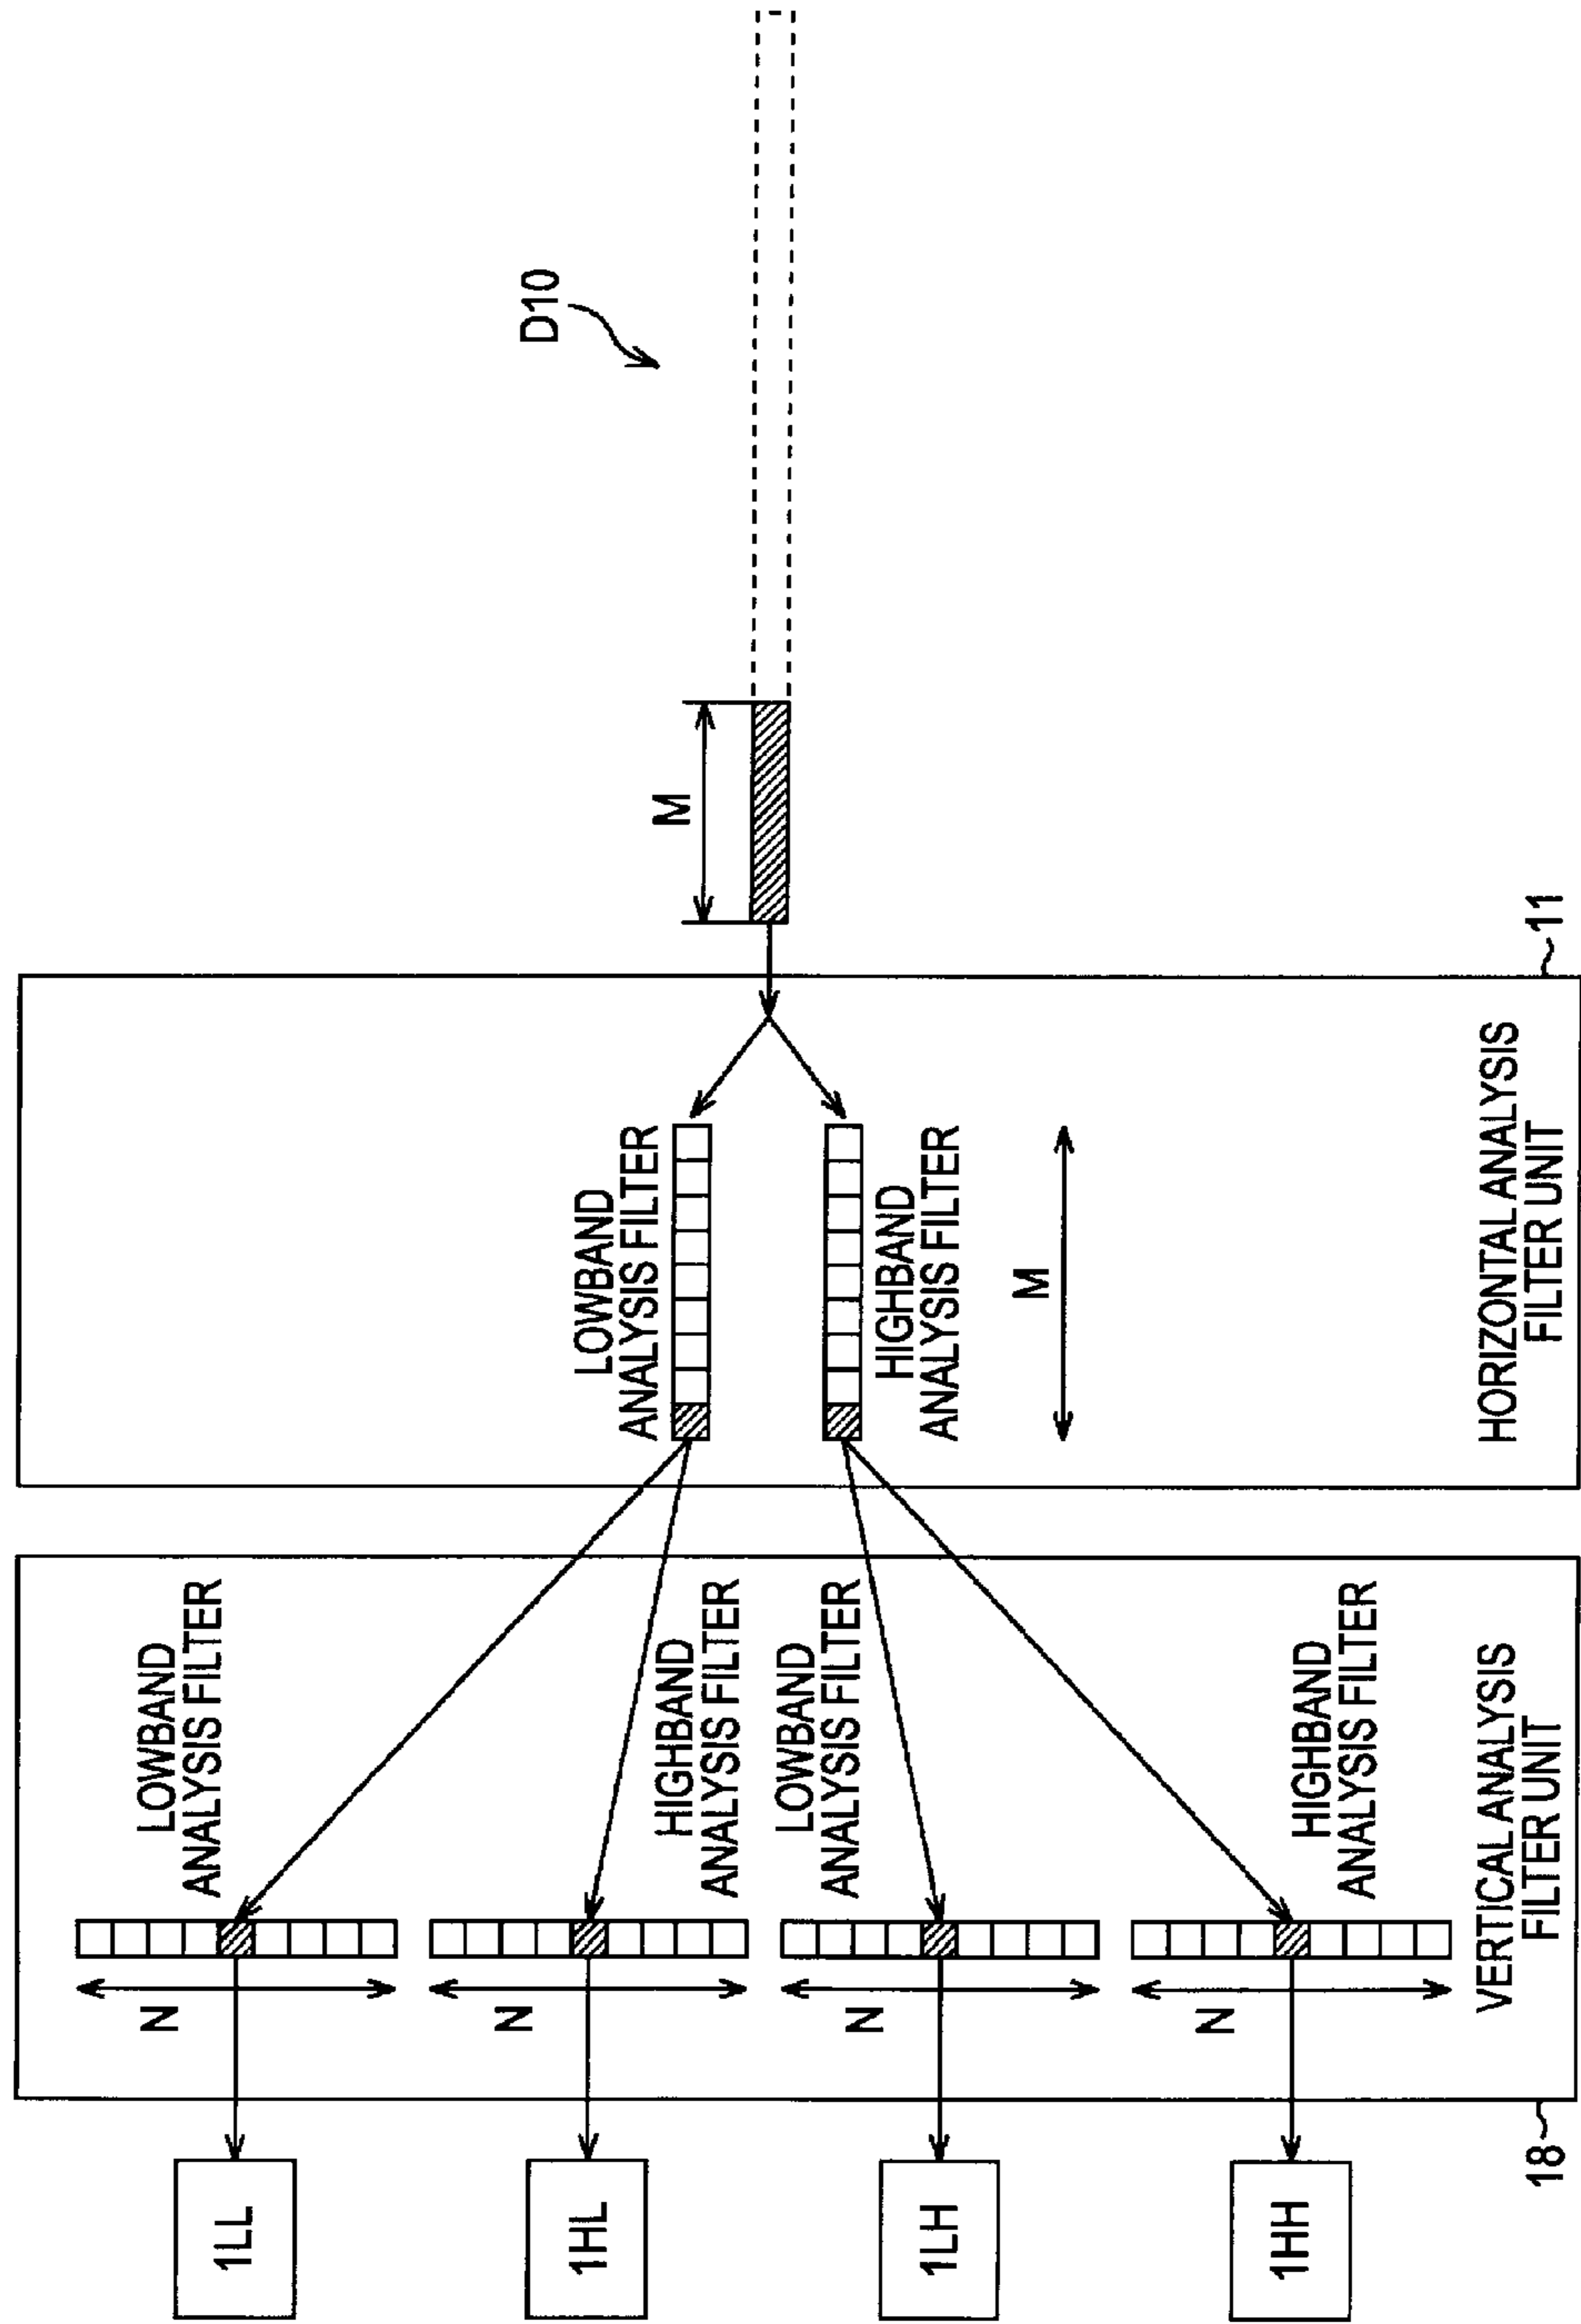 D10
M
11
LOWBAND
ANALYSIS FILTER
HIGHBAND
ANALYSIS FILTER
M
HORIZONTAL ANALYSIS
FILTER UNIT
LOWBAND
ANALYSIS FILTER
HIGHBAND
ANALYSIS FILTER
LOWBAND
ANALYSIS FILTER
HIGHBAND
ANALYSIS FILTER
N
N
N
N
VERTICAL ANALYSIS
FILTER UNIT
18
1LL
1HL
1LH
1HH